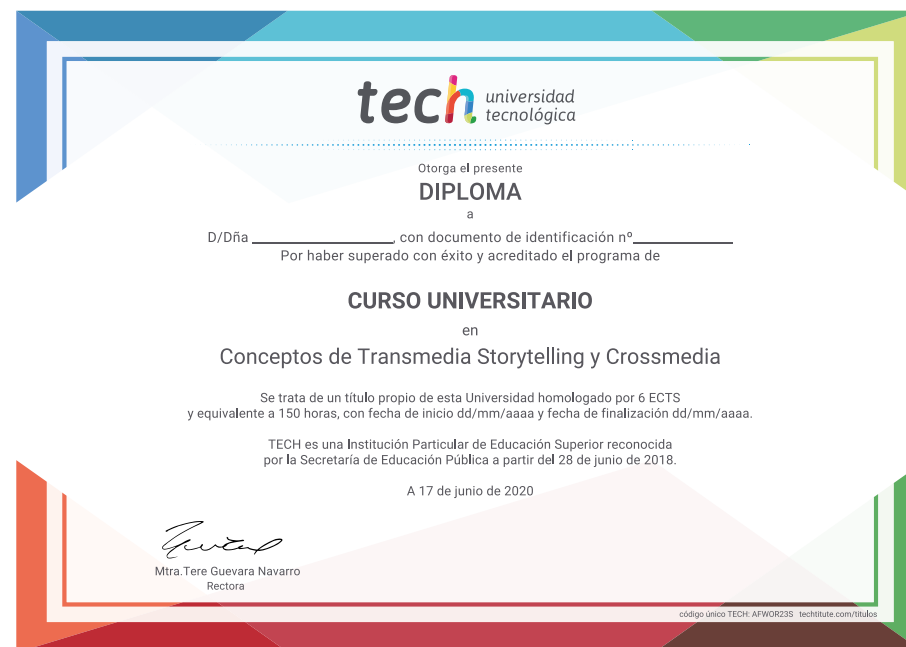 tech universidad
tecnológica
Otorga el presente
DIPLOMA
a
D/Dña ____________________, con documento de identificación nº______________
Por haber superado con éxito y acreditado el programa de
CURSO UNIVERSITARIO
en
Conceptos de Transmedia Storytelling y Crossmedia
Se trata de un título propio de esta Universidad homologado por 6 ECTS
y equivalente a 150 horas, con fecha de inicio dd/mm/aaaa y fecha de finalización dd/mm/aaaa.
TECH es una Institución Particular de Educación Superior reconocida
por la Secretaría de Educación Pública a partir del 28 de junio de 2018.
A 17 de junio de 2020
Mtra.Tere Guevara Navarro
Rectora
código único TECH: AFWOR23S techtitute.com/titulos